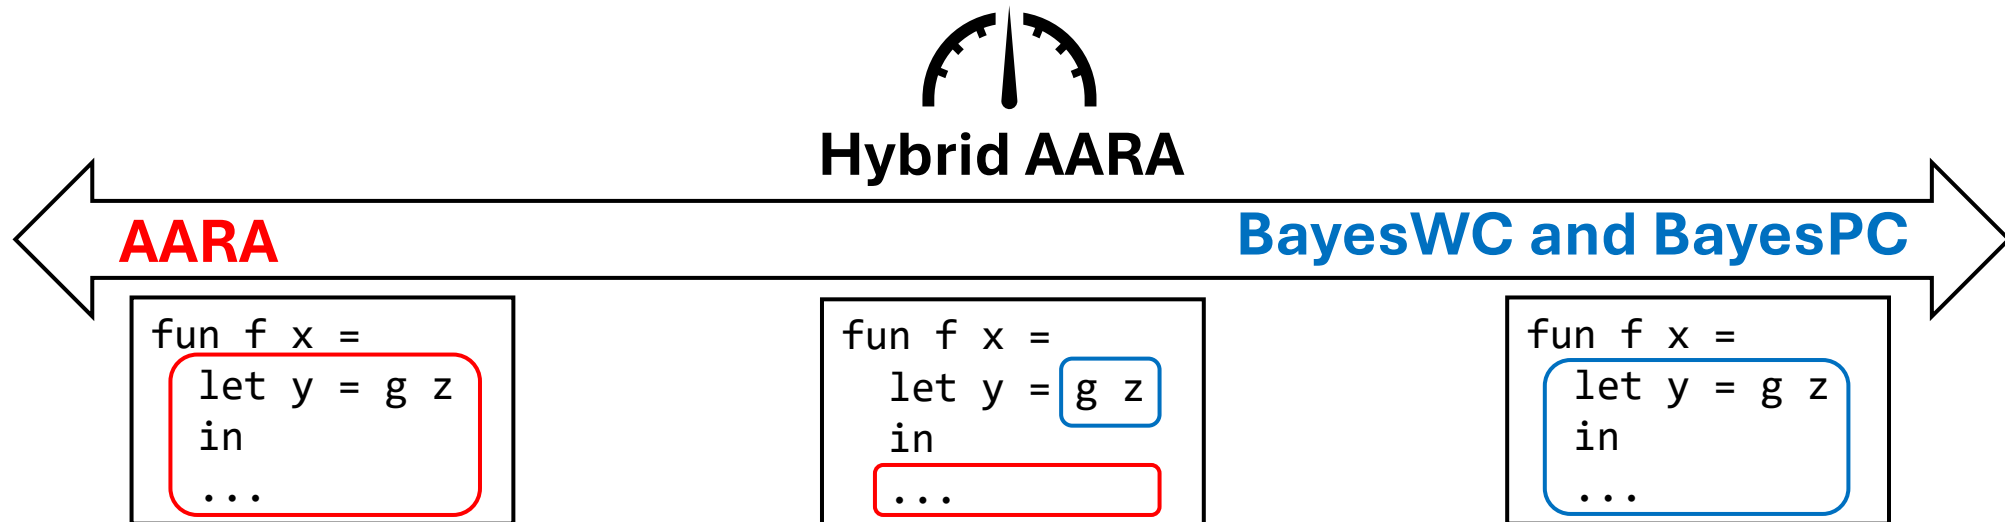 Hybrid AARA
AARA
BayesWC and BayesPC
fun f x =
let y = g z
in
...
fun f x =
let y = g z
in
...
fun f x =
let y = g z
in
...